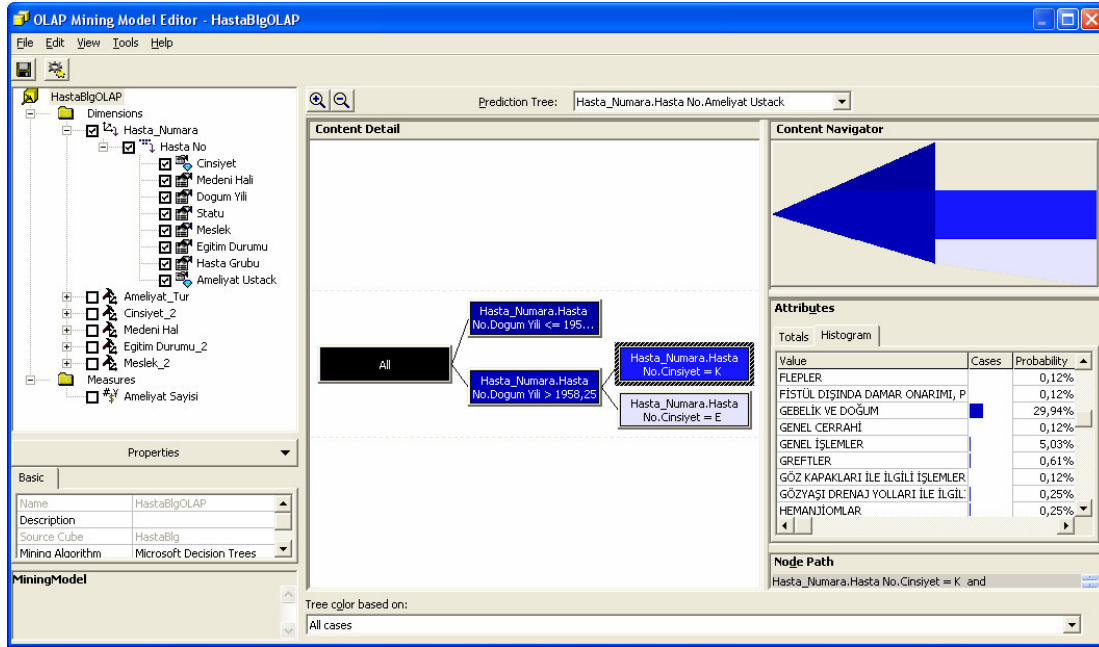 OLAP Mining Model Editor - HastaBlgOLAP
File Edit View Tools Help
HastaBlgOLAP
Dimensions
Hasta_Numara
Hasta No
Cinsiyet
Medeni Hali
Dogum Yili
Statu
Meslek
Egitim Durumu
Hasta Grubu
Ameliyat Ustack
Ameliyat_Tur
Cinsiyet_2
Medeni Hal
Egitim Durumu_2
Meslek_2
Measures
Ameliyat Sayisi
Properties
Basic
Name HastaBlgOLAP
Description
Source Cube HastaBlg
Mining Algorithm Microsoft Decision Trees
MiningModel
Prediction Tree: Hasta_Numara.Hasta No.Ameliyat Ustack
Content Detail
All
Hasta_Numara.Hasta
No.Dogum Yili <= 195...
Hasta_Numara.Hasta
No.Dogum Yili > 1958,25
Hasta_Numara.Hasta
No.Cinsiyet = K
Hasta_Numara.Hasta
No.Cinsiyet = E
Tree color based on:
All cases
Content Navigator
Attributes
Totals Histogram
Value Cases Probability
FLEPLER 0,12%
FİSTÜL DIŞINDA DAMAR ONARIMI, P 0,12%
GEBELİK VE DOĞUM 29,94%
GENEL CERRAHİ 0,12%
GENEL İŞLEMLER 5,03%
GREFTLER 0,61%
GÖZ KAPAKLARI İLE İLGİLİ İŞLEMLER 0,12%
GÖZYAŞI DRENAJ YOLLARI İLE İLGİLİ 0,25%
HEMANJİOMLAR 0,25%
Node Path
Hasta_Numara.Hasta No.Cinsiyet = K and